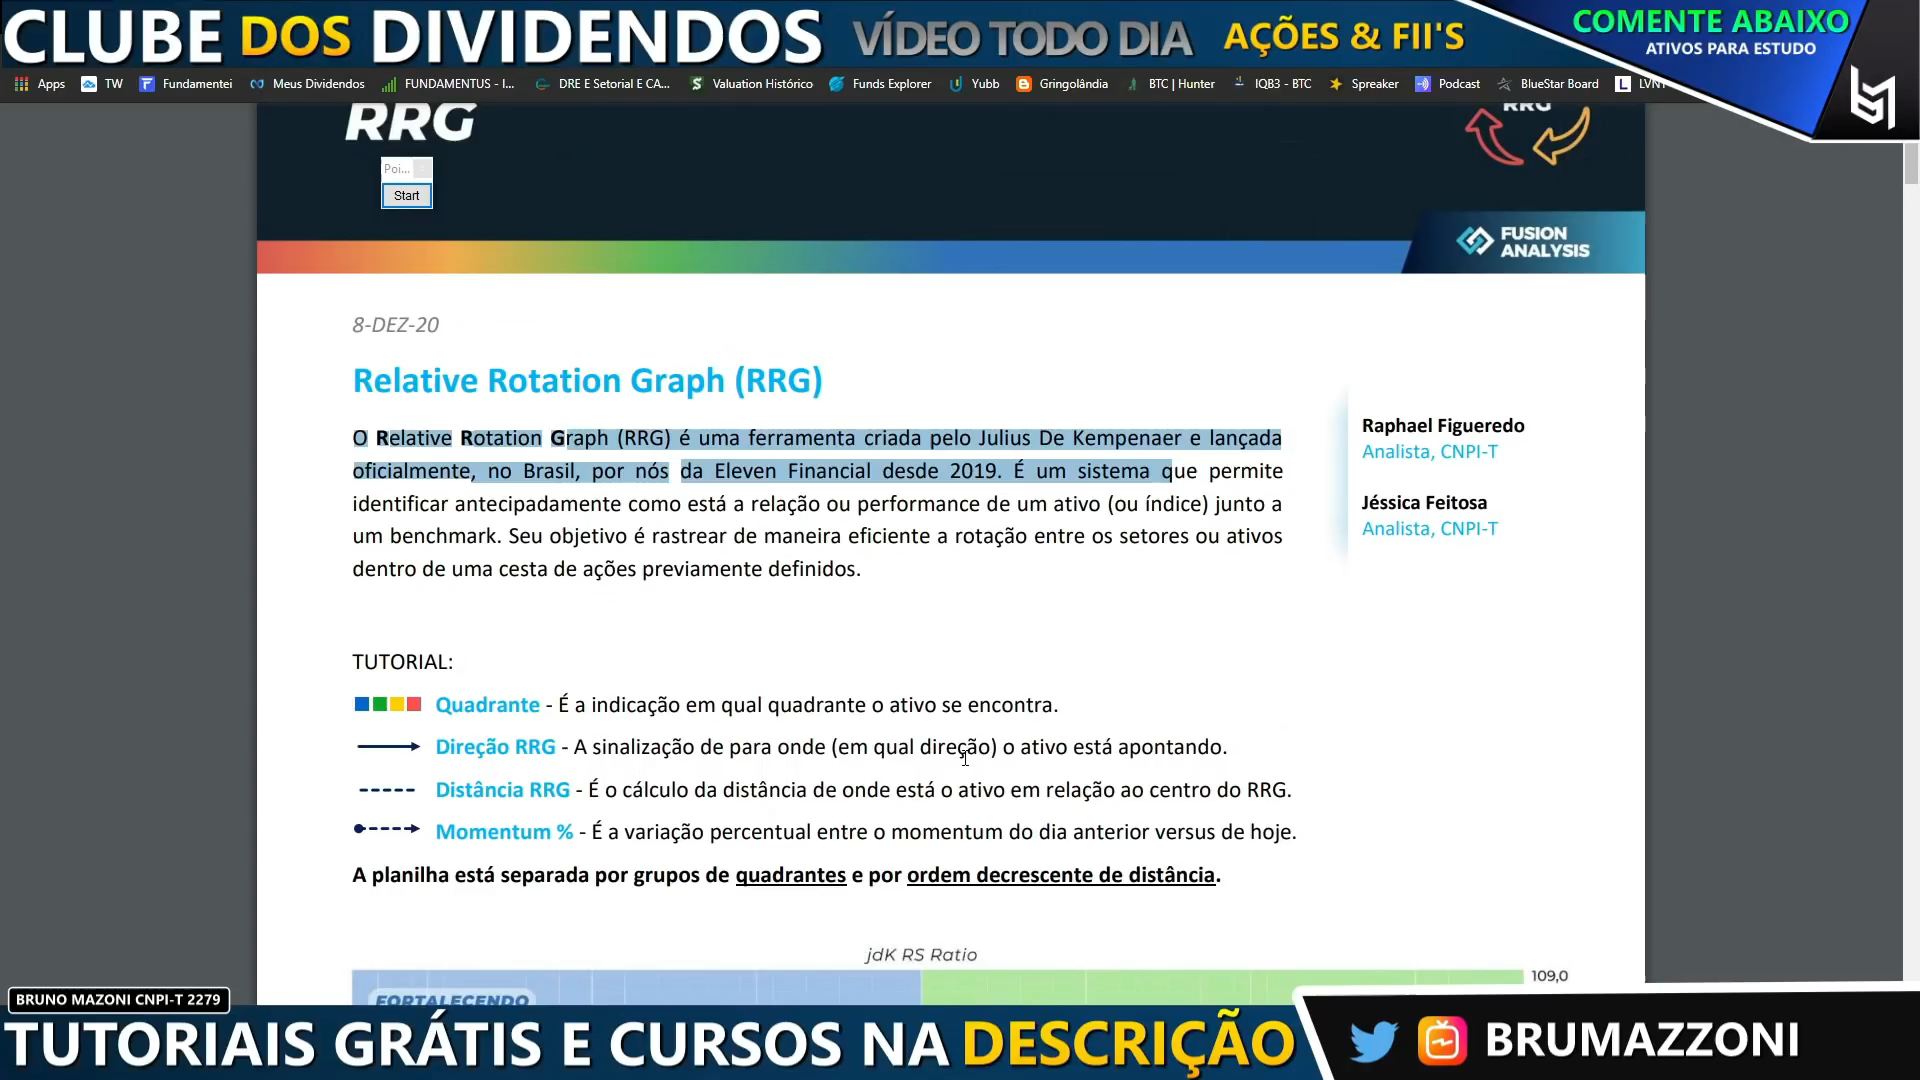 CLUBE DOS DIVIDENDOS VÍDEO TODO DIA AÇÕES & FII'S
COMENTE ABAIXO
ATIVOS PARA ESTUDO
Apps TW Fundamentei Meus Dividendos FUNDAMENTUS - I... DRE E Setorial E CA... Valuation Histórico Funds Explorer Yubb Gringolândia BTC | Hunter IQB3 - BTC Spreaker Podcast BlueStar Board
RRG
RRG
Poi...
Start
FUSION
ANALYSIS
8-DEZ-20
Relative Rotation Graph (RRG)
O Relative Rotation Graph (RRG) é uma ferramenta criada pelo Julius De Kempenaer e lançada
oficialmente, no Brasil, por nós da Eleven Financial desde 2019. É um sistema que permite
identificar antecipadamente como está a relação ou performance de um ativo (ou índice) junto a
um benchmark. Seu objetivo é rastrear de maneira eficiente a rotação entre os setores ou ativos
dentro de uma cesta de ações previamente definidos.
Raphael Figueredo
Analista, CNPI-T
Jéssica Feitosa
Analista, CNPI-T
TUTORIAL:
Quadrante - É a indicação em qual quadrante o ativo se encontra.
Direção RRG - A sinalização de para onde (em qual direção) o ativo está apontando.
Distância RRG - É o cálculo da distância de onde está o ativo em relação ao centro do RRG.
Momentum % - É a variação percentual entre o momentum do dia anterior versus de hoje.
A planilha está separada por grupos de quadrantes e por ordem decrescente de distância.
jdK RS Ratio
109,0
FORTALECENDO
BRUNO MAZONI CNPI-T 2279
TUTORIAIS GRÁTIS E CURSOS NA DESCRIÇÃO
BRUMAZZONI